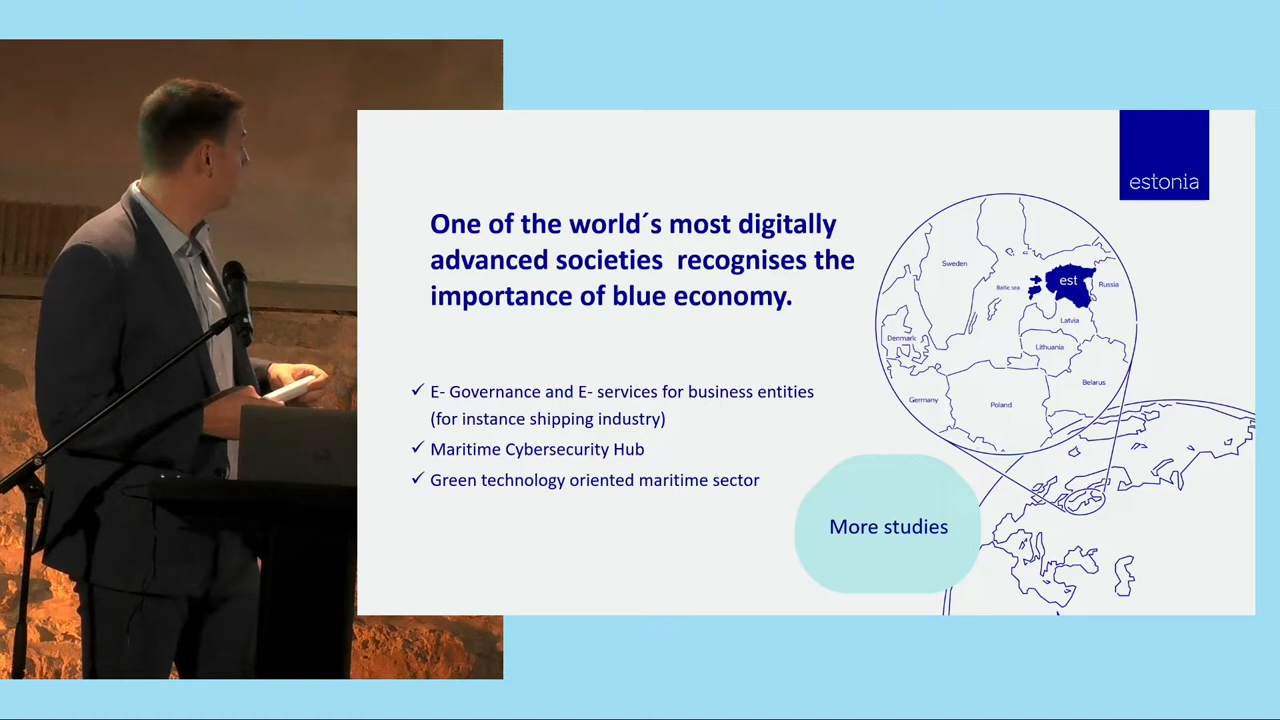 estonia
One of the world´s most digitally
advanced societies  recognises the
importance of blue economy.
E- Governance and E- services for business entities
(for instance shipping industry)
Maritime Cybersecurity Hub
Green technology oriented maritime sector
More studies
Sweden
Baltic sea
est
Russia
Latvia
Denmark
Lithuania
Belarus
Germany
Poland